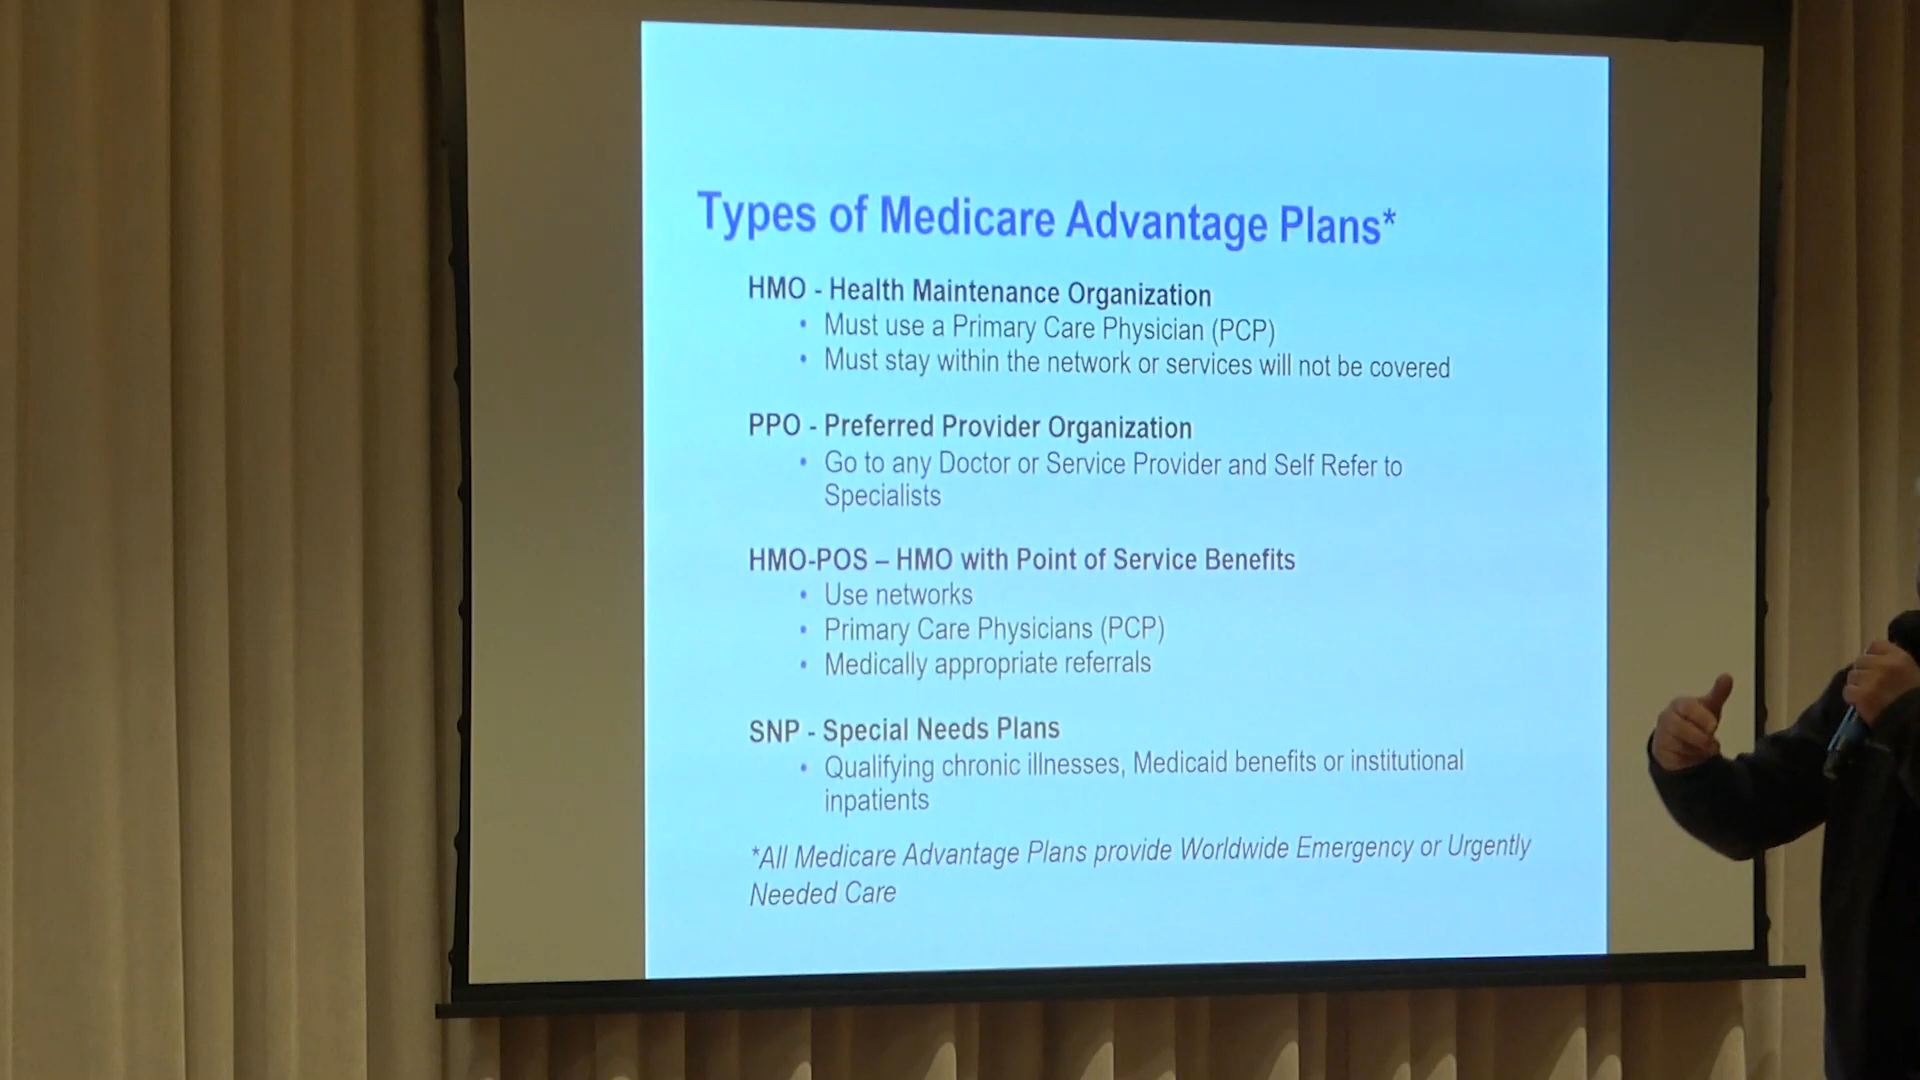 Types of Medicare Advantage Plans*
HMO - Health Maintenance Organization
• Must use a Primary Care Physician (PCP)
• Must stay within the network or services will not be covered
PPO - Preferred Provider Organization
• Go to any Doctor or Service Provider and Self Refer to
Specialists
HMO-POS – HMO with Point of Service Benefits
• Use networks
• Primary Care Physicians (PCP)
• Medically appropriate referrals
SNP - Special Needs Plans
• Qualifying chronic illnesses, Medicaid benefits or institutional
inpatients
*All Medicare Advantage Plans provide Worldwide Emergency or Urgently
Needed Care